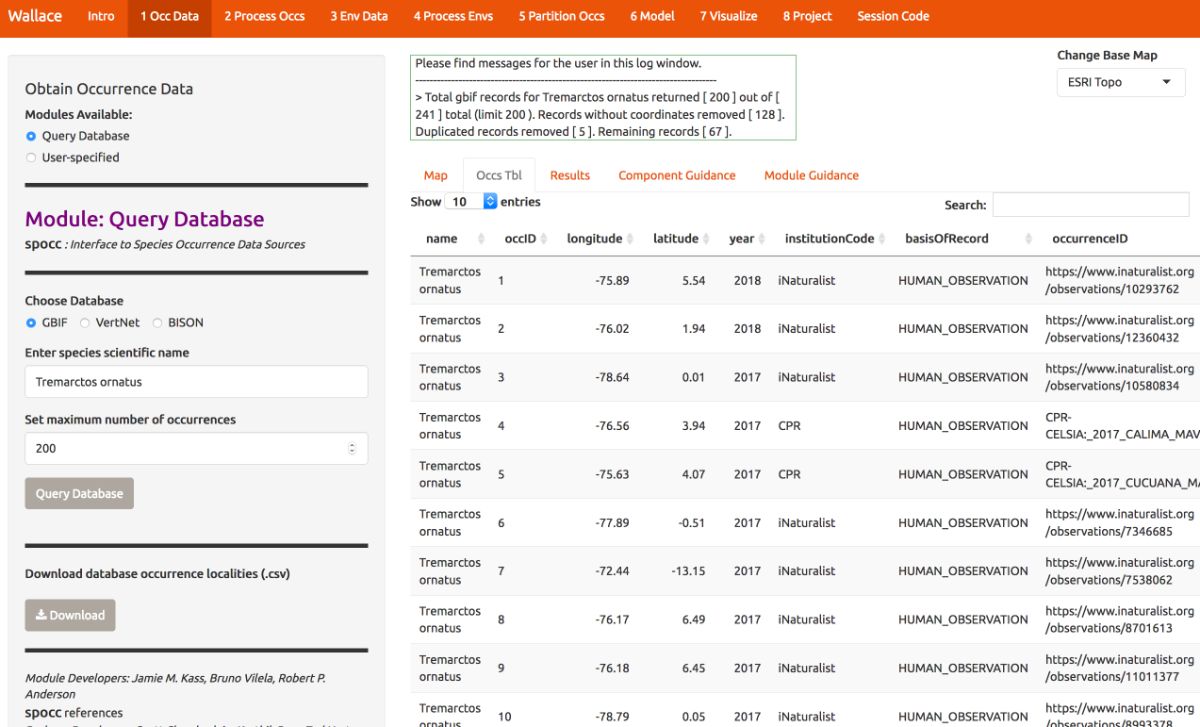 Wallace Intro 1 Occ Data 2 Process Occs 3 Env Data 4 Process Envs 5 Partition Occs 6 Model 7 Visualize 8 Project Session Code
Obtain Occurrence Data
Modules Available:
Query Database
User-specified
Module: Query Database
spocc : Interface to Species Occurrence Data Sources
Choose Database
GBIF VertNet BISON
Enter species scientific name
Tremarctos ornatus
Set maximum number of occurrences
200
Query Database
Download database occurrence localities (.csv)
Download
Module Developers: Jamie M. Kass, Bruno Vilela, Robert P.
Anderson
spocc references
Please find messages for the user in this log window.
--------------------------------------------------------------------------------
> Total gbif records for Tremarctos ornatus returned [ 200 ] out of [
241 ] total (limit 200 ). Records without coordinates removed [ 128 ].
Duplicated records removed [ 5 ]. Remaining records [ 67 ].
Change Base Map
ESRI Topo
Map Occs Tbl Results Component Guidance Module Guidance
Show 10 entries
Search:
name occID longitude latitude year institutionCode basisOfRecord occurrenceID
Tremarctos
ornatus 1 -75.89 5.54 2018 iNaturalist HUMAN_OBSERVATION https://www.inaturalist.org
/observations/10293762
Tremarctos
ornatus 2 -76.02 1.94 2018 iNaturalist HUMAN_OBSERVATION https://www.inaturalist.org
/observations/12360432
Tremarctos
ornatus 3 -78.64 0.01 2017 iNaturalist HUMAN_OBSERVATION https://www.inaturalist.org
/observations/10580834
Tremarctos
ornatus 4 -76.56 3.94 2017 CPR HUMAN_OBSERVATION CPR-
CELSIA:_2017_CALIMA_MAV
Tremarctos
ornatus 5 -75.63 4.07 2017 CPR HUMAN_OBSERVATION CPR-
CELSIA:_2017_CUCUANA_MA
Tremarctos
ornatus 6 -77.89 -0.51 2017 iNaturalist HUMAN_OBSERVATION https://www.inaturalist.org
/observations/7346685
Tremarctos
ornatus 7 -72.44 -13.15 2017 iNaturalist HUMAN_OBSERVATION https://www.inaturalist.org
/observations/7538062
Tremarctos
ornatus 8 -76.17 6.49 2017 iNaturalist HUMAN_OBSERVATION https://www.inaturalist.org
/observations/8701613
Tremarctos
ornatus 9 -76.18 6.45 2017 iNaturalist HUMAN_OBSERVATION https://www.inaturalist.org
/observations/11011377
Tremarctos
ornatus 10 -78.79 0.05 2017 iNaturalist HUMAN_OBSERVATION https://www.inaturalist.org
/observations/8993378